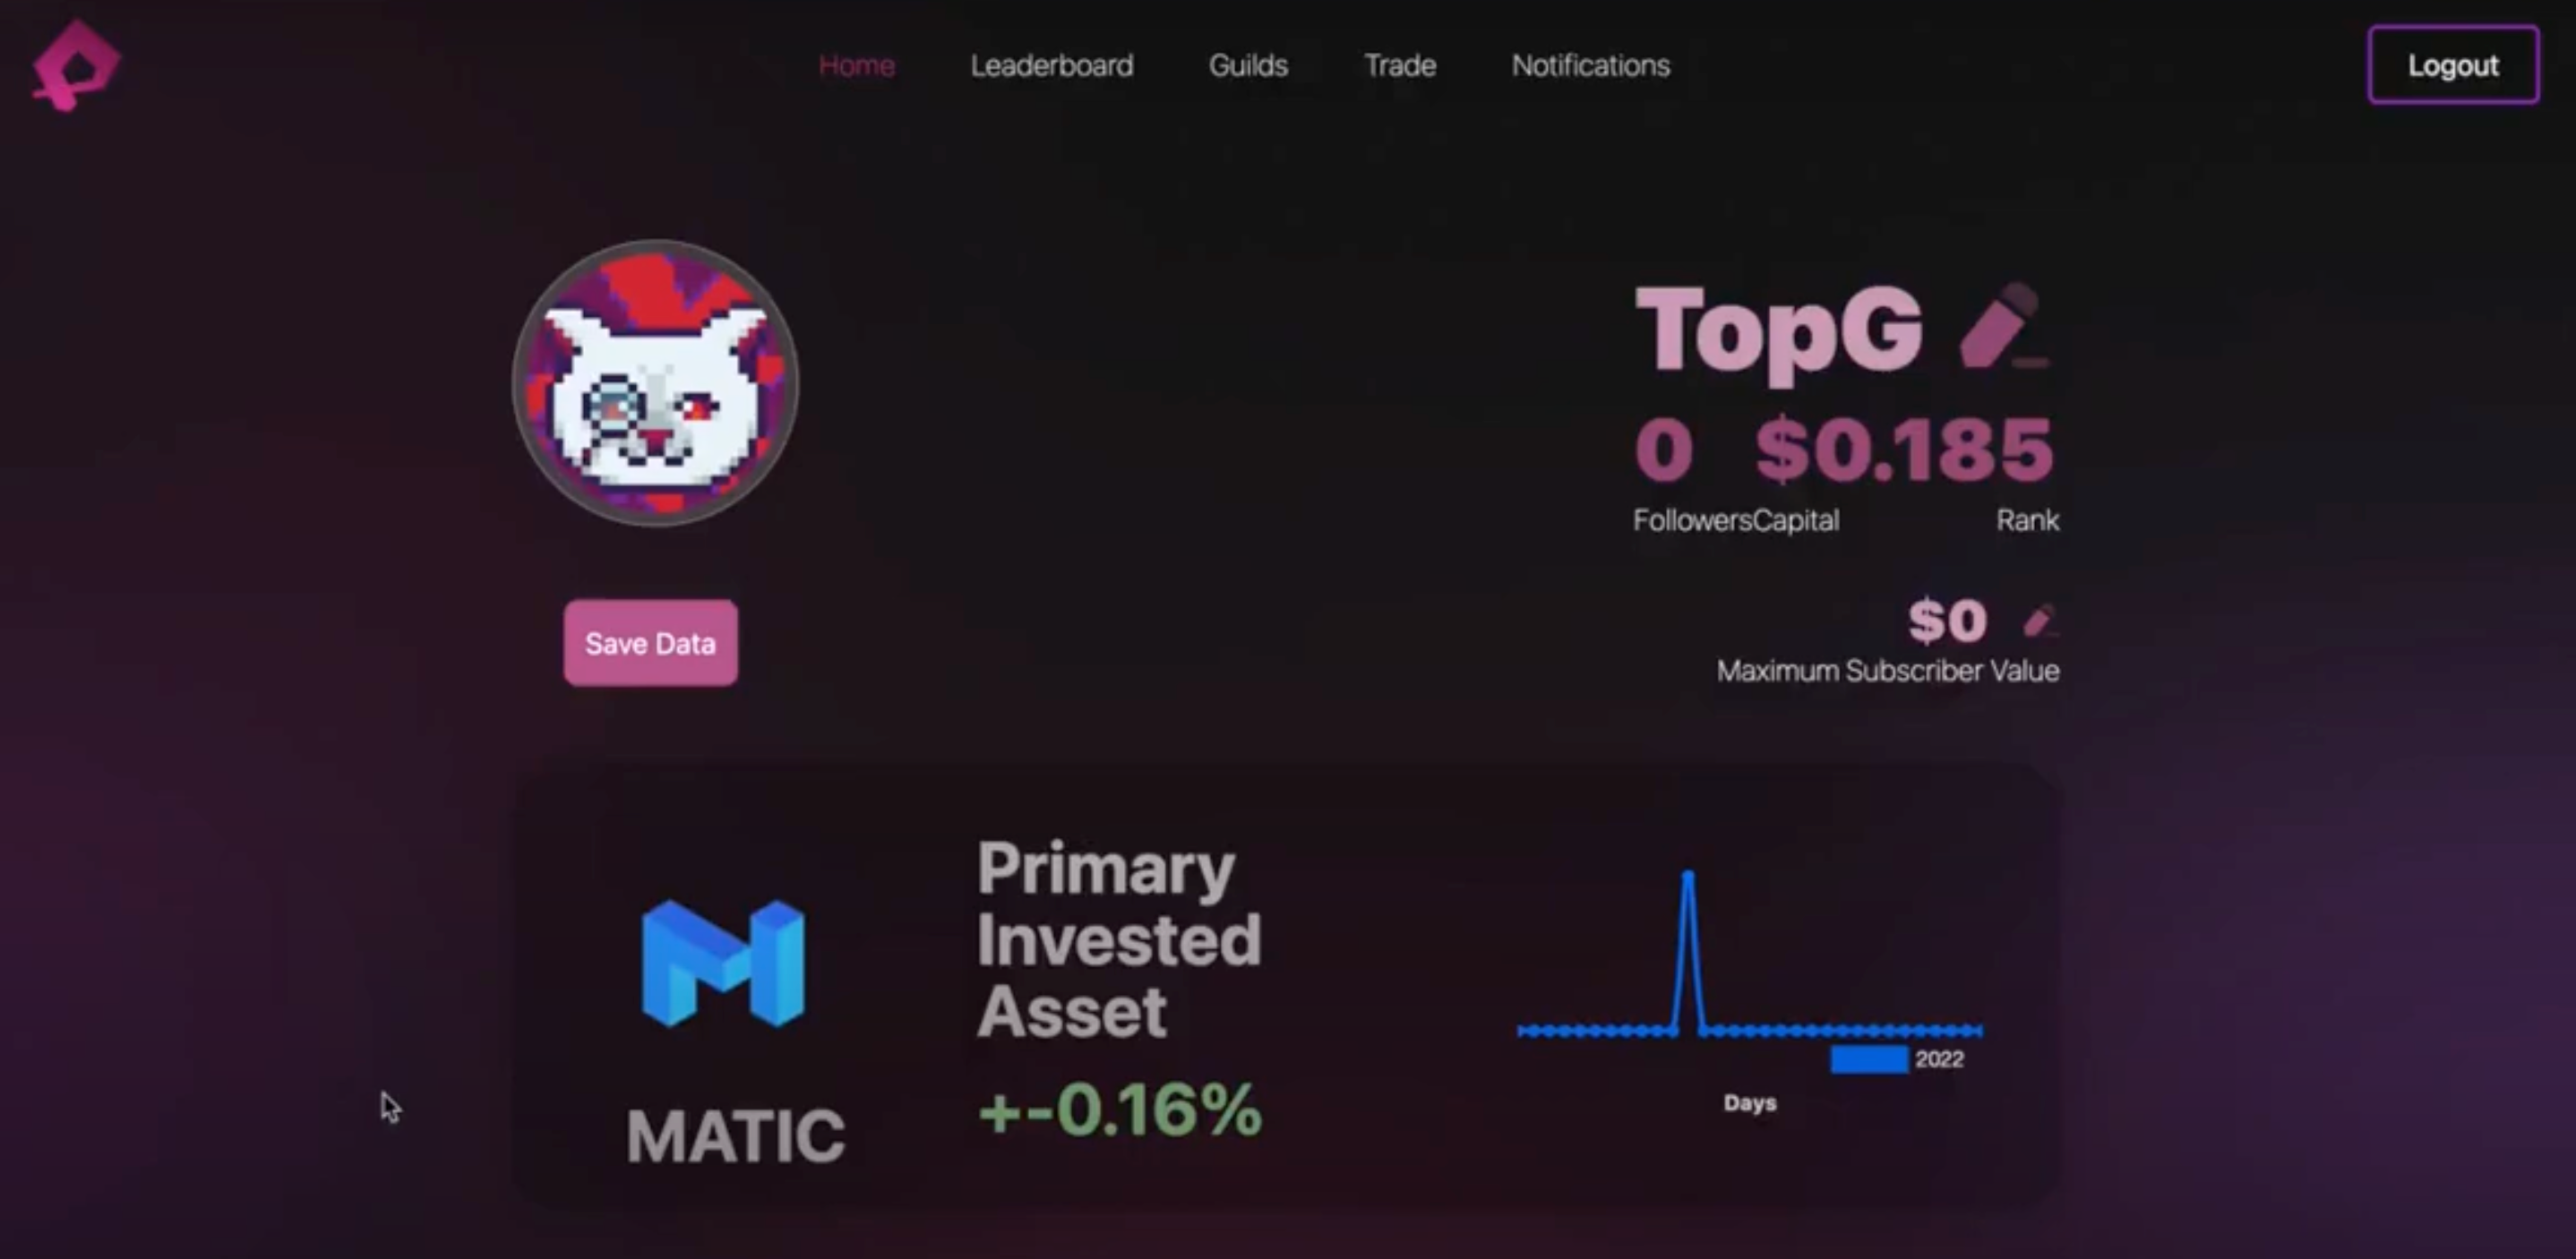 Home Leaderboard Guilds Trade Notifications Logout
TopG
0 $0.185
FollowersCapital Rank
Save Data
$0
Maximum Subscriber Value
Primary
Invested
Asset
+-0.16%
MATIC
2022
Days